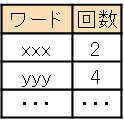 ワード 回数
xxx 2
yyy 4
・・・ ・・・